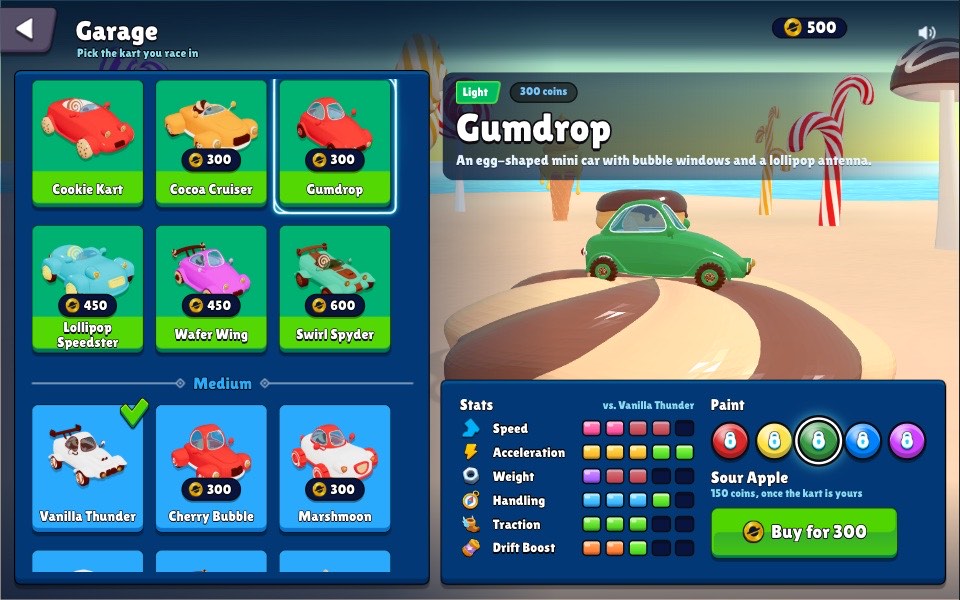 Garage
Pick the kart you race in
500
Cookie Kart
300
Cocoa Cruiser
300
Gumdrop
450
Lollipop
Speedster
450
Wafer Wing
600
Swirl Spyder
Medium
Vanilla Thunder
300
Cherry Bubble
300
Marshmoon
Light
300 coins
Gumdrop
An egg-shaped mini car with bubble windows and a lollipop antenna.
Stats
vs. Vanilla Thunder
Speed
Acceleration
Weight
Handling
Traction
Drift Boost
Paint
Sour Apple
150 coins, once the kart is yours
Buy for 300